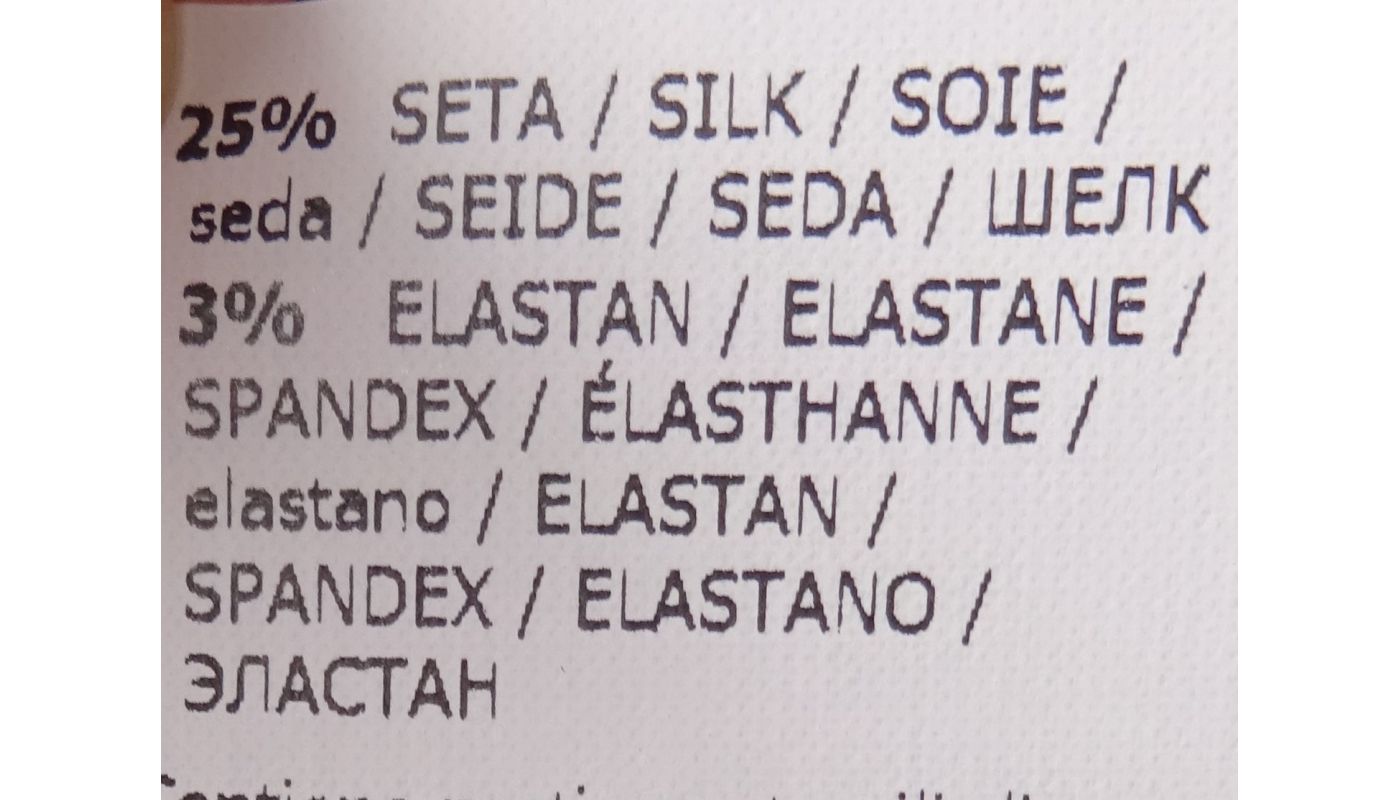 25% SETA / SILK / SOIE /
seda / SEIDE / SEDA / ШЕЛК
3% ELASTAN / ELASTANE /
SPANDEX / ÉLASTHANNE /
elastano / ELASTAN /
SPANDEX / ELASTANO /
ЭЛАСТАН